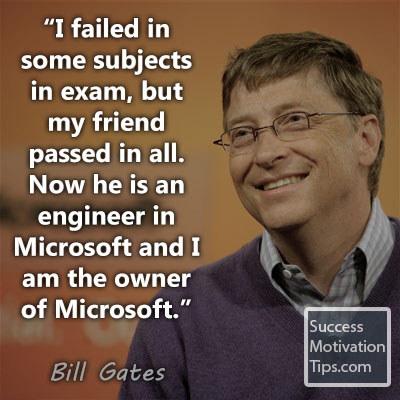 “I failed in
some subjects
in exam, but
my friend
passed in all.
Now he is an
engineer in
Microsoft and I
am the owner
of Microsoft.”
Bill Gates
Success
Motivation
Tips.com